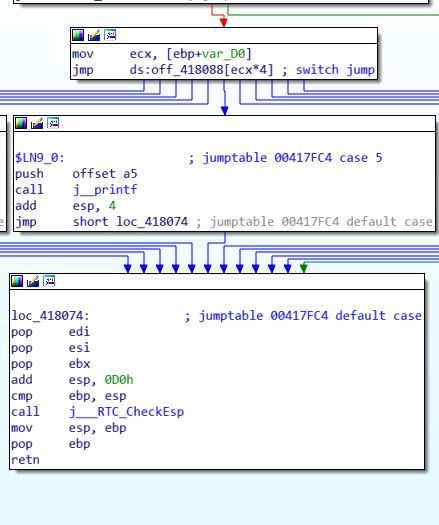 mov ecx, [ebp+var_D0]
jmp ds:off_418088[ecx*4] ; switch jump
$LN9_0: ; jumptable 00417FC4 case 5
push offset a5
call j__printf
add esp, 4
jmp short loc_418074 ; jumptable 00417FC4 default case
loc_418074: ; jumptable 00417FC4 default case
pop edi
pop esi
pop ebx
add esp, 0D0h
cmp ebp, esp
call j___RTC_CheckEsp
mov esp, ebp
pop ebp
retn